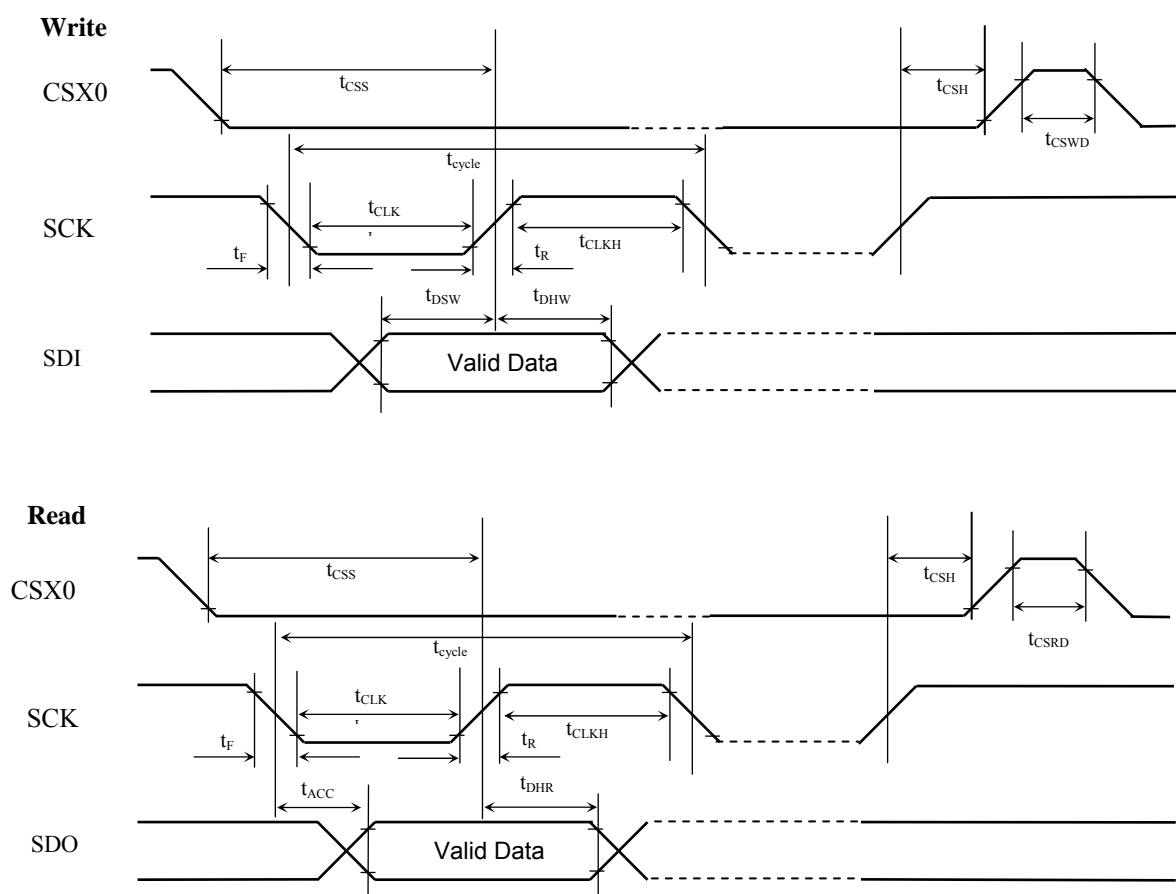 Write
CSX0
tCSS
tCSH
tCSWD
tcycle
SCK
tCLK
tF
tR
tCLKH
tDSW
tDHW
SDI
Valid Data
Read
CSX0
tCSS
tCSH
tCSRD
tcycle
SCK
tCLK
tF
tR
tCLKH
tACC
tDHR
SDO
Valid Data